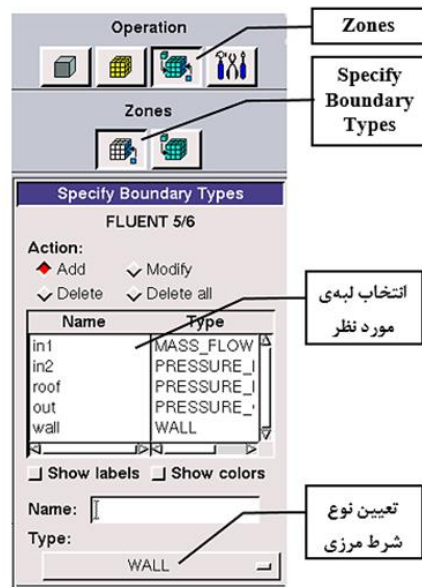 Operation
Zones
Zones
Specify
Boundary
Types
Specify Boundary Types
FLUENT 5/6
Action:
Add Modify
Delete Delete all
Name Type
in1 MASS_FLOW
in2 PRESSURE_I
roof PRESSURE_I
out PRESSURE_
wall WALL
انتخاب لبه‌ی
مورد نظر
Show labels Show colors
Name:
Type:
WALL
تعیین نوع
شرط مرزی